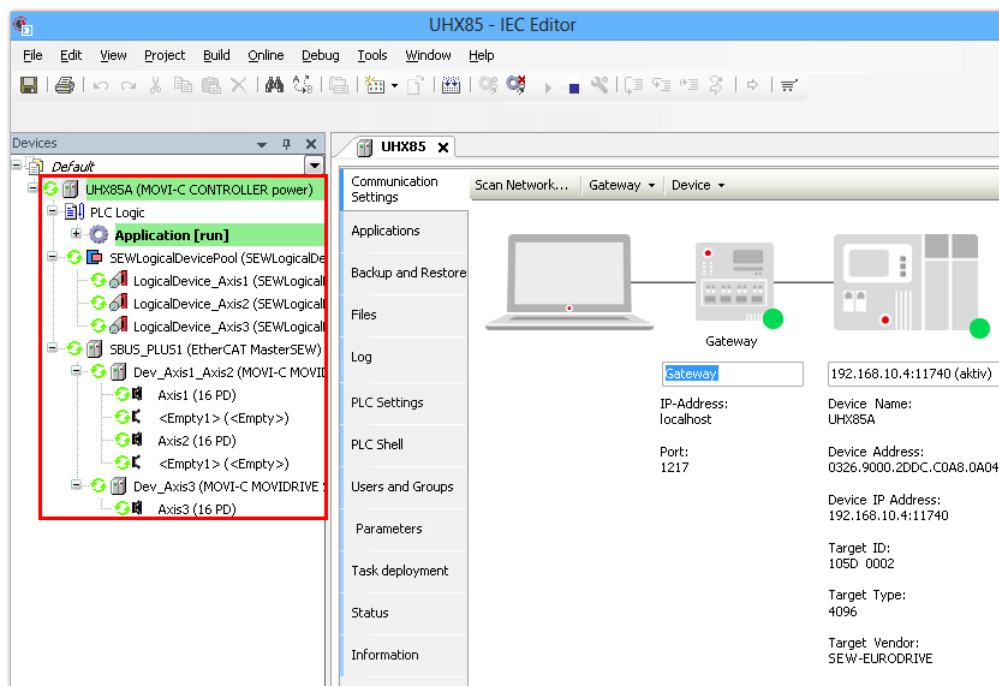 UHX85 - IEC Editor
File Edit View Project Build Online Debug Tools Window Help
Devices
UHX85
Default
UHX85A (MOVI-C CONTROLLER power)
PLC Logic
Application [run]
SEWLogicalDevicePool (SEWLogicalDe
LogicalDevice_Axis1 (SEWLogical
LogicalDevice_Axis2 (SEWLogical
LogicalDevice_Axis3 (SEWLogical
SBUS_PLUS1 (EtherCAT MasterSEW)
Dev_Axis1_Axis2 (MOVI-C MOVID
Axis1 (16 PD)
<Empty1> (<Empty>)
Axis2 (16 PD)
<Empty1> (<Empty>)
Dev_Axis3 (MOVI-C MOVIDRIVE
Axis3 (16 PD)
Communication
Settings
Applications
Backup and Restore
Files
Log
PLC Settings
PLC Shell
Users and Groups
Parameters
Task deployment
Status
Information
Scan Network... Gateway Device
Gateway
Gateway
IP-Address:
localhost
Port:
1217
192.168.10.4:11740 (aktiv)
Device Name:
UHX85A
Device Address:
0326.9000.2DDC.C0A8.0A04
Device IP Address:
192.168.10.4:11740
Target ID:
105D 0002
Target Type:
4096
Target Vendor:
SEW-EURODRIVE